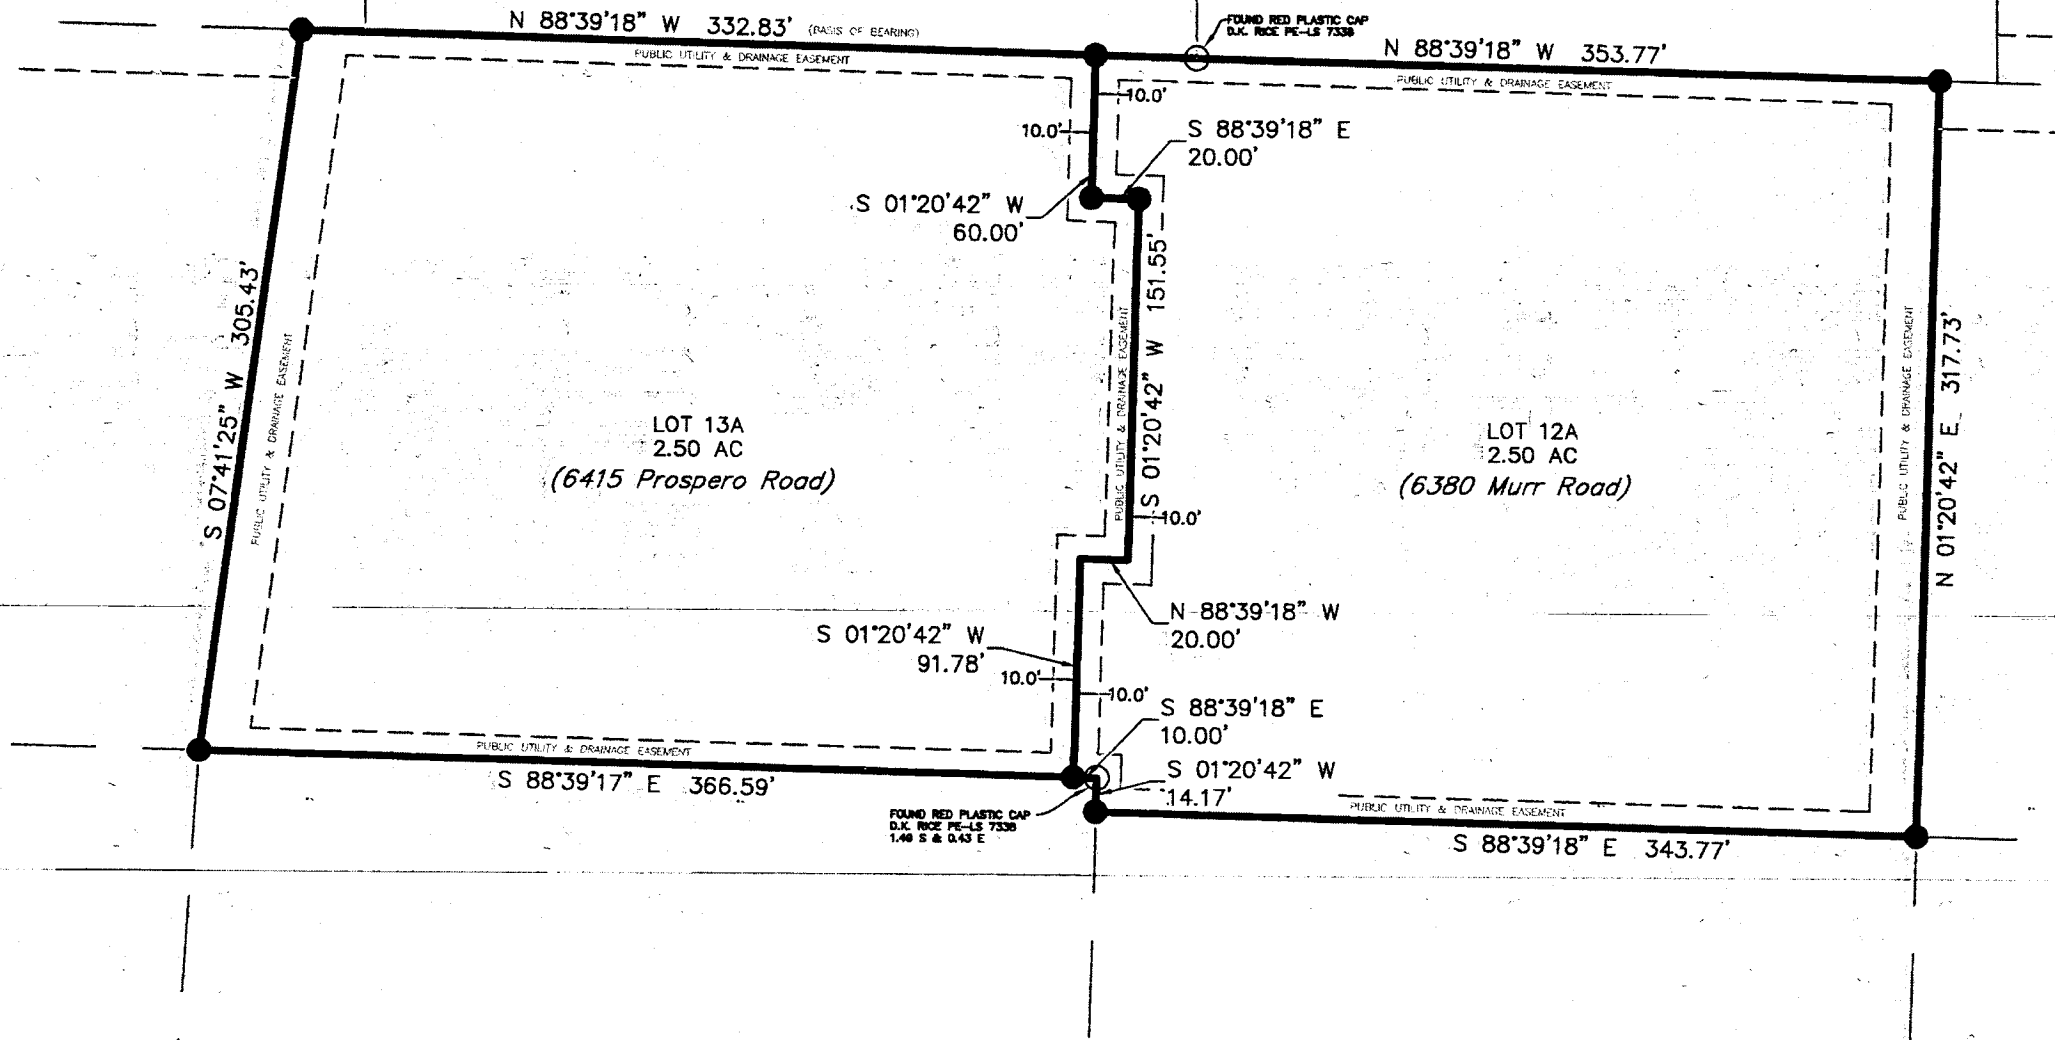 N 88°39'18" W 332.83' (BASIS OF BEARING)
PUBLIC UTILITY & DRAINAGE EASEMENT
FOUND RED PLASTIC CAP
D.K. RICE PE-LS 7338
N 88°39'18" W 353.77'
PUBLIC UTILITY & DRAINAGE EASEMENT
10.0'
10.0'
S 88°39'18" E
20.00'
S 01°20'42" W
60.00'
S 07°41'25" W 305.43'
PUBLIC UTILITY & DRAINAGE EASEMENT
LOT 13A
2.50 AC
(6415 Prospero Road)
PUBLIC UTILITY & DRAINAGE EASEMENT
S 01°20'42" W 151.55'
10.0'
LOT 12A
2.50 AC
(6380 Murr Road)
PUBLIC UTILITY & DRAINAGE EASEMENT
N 01°20'42" E 317.73'
N 88°39'18" W
20.00'
S 01°20'42" W
91.78'
10.0'
10.0'
S 88°39'18" E
10.00'
S 01°20'42" W
14.17'
PUBLIC UTILITY & DRAINAGE EASEMENT
S 88°39'17" E 366.59'
FOUND RED PLASTIC CAP
D.K. RICE PE-LS 7338
1.46 S & 0.43 E
PUBLIC UTILITY & DRAINAGE EASEMENT
S 88°39'18" E 343.77'